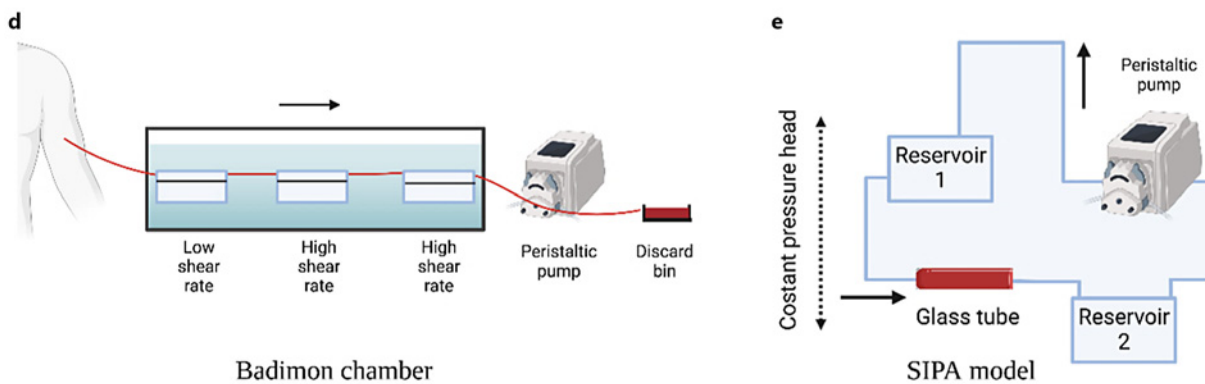 d
Low
shear
rate
High
shear
rate
High
shear
rate
Peristaltic
pump
Discard
bin
Badimon chamber
e
Peristaltic
pump
Reservoir
1
Costant pressure head
Glass tube
Reservoir
2
SIPA model